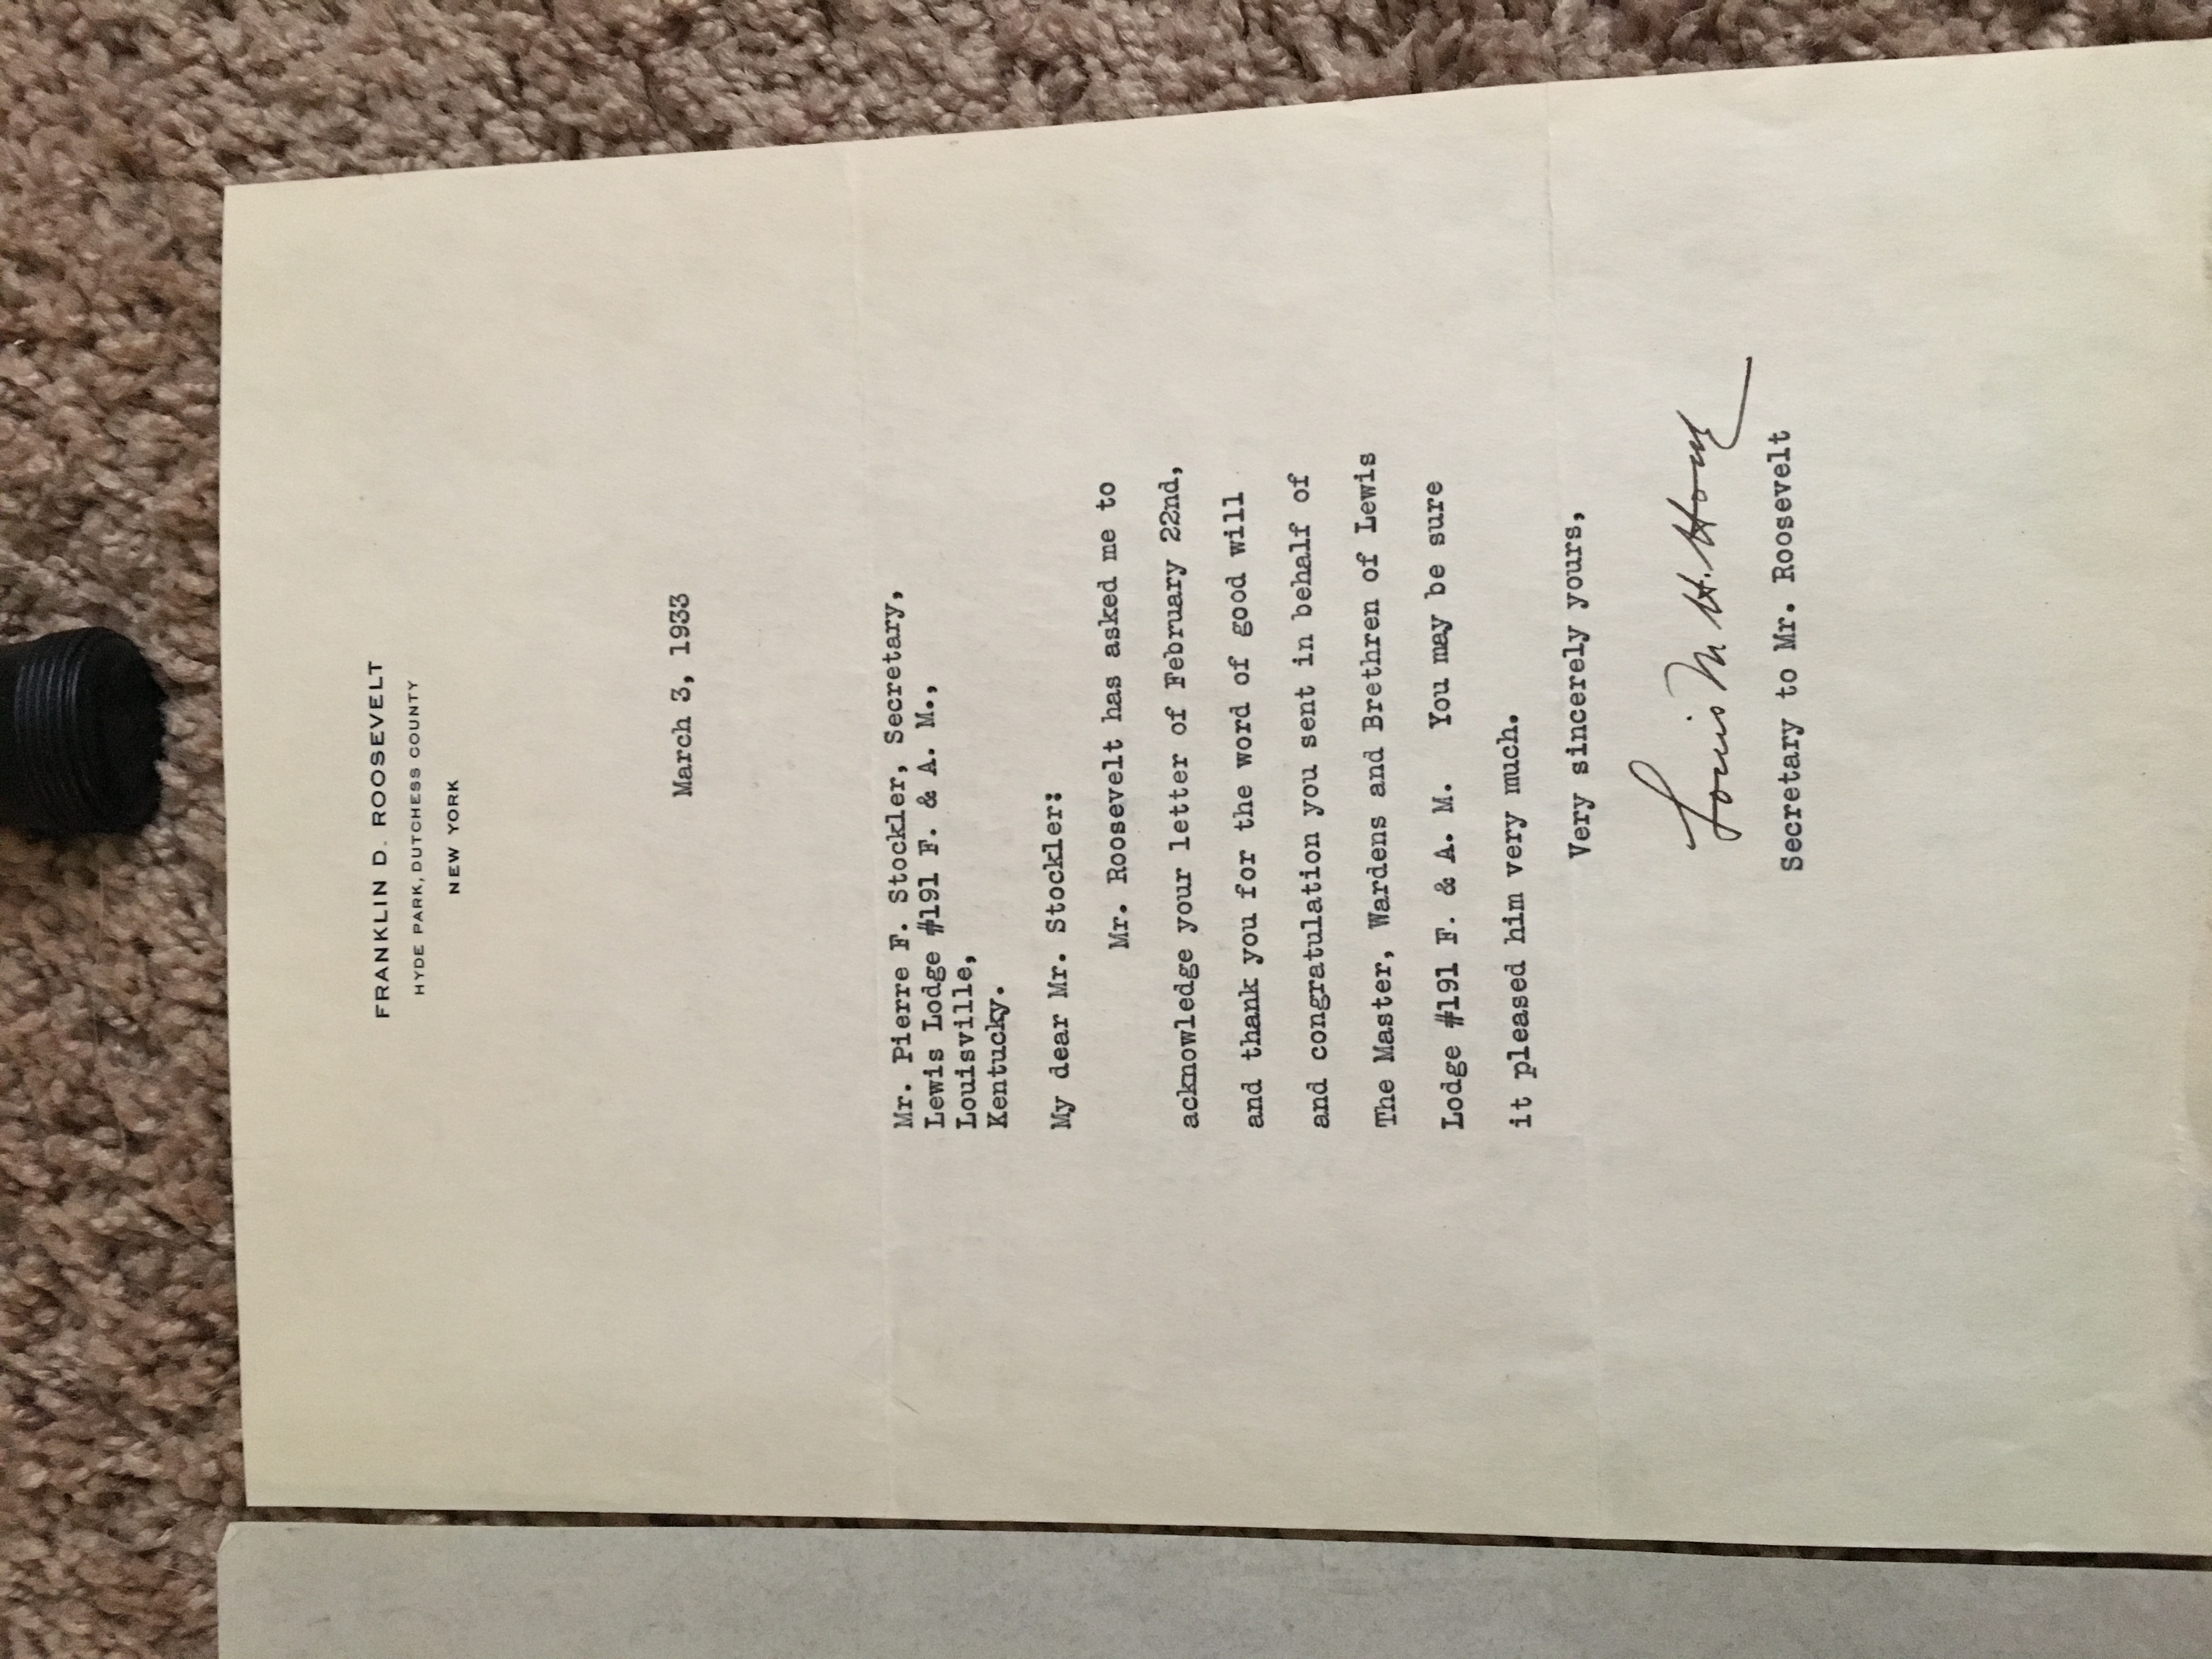 FRANKLIN D. ROOSEVELT
HYDE PARK, DUTCHESS COUNTY
NEW YORK
March 3, 1933
Mr. Pierre F. Stockler, Secretary,
Lewis Lodge #191 F. & A. M.,
Louisville,
Kentucky.
My dear Mr. Stockler:
Mr. Roosevelt has asked me to
acknowledge your letter of February 22nd,
and thank you for the word of good will
and congratulation you sent in behalf of
The Master, Wardens and Brethren of Lewis
Lodge #191 F. & A. M. You may be sure
it pleased him very much.
Very sincerely yours,
Louis M. H. Howe
Secretary to Mr. Roosevelt